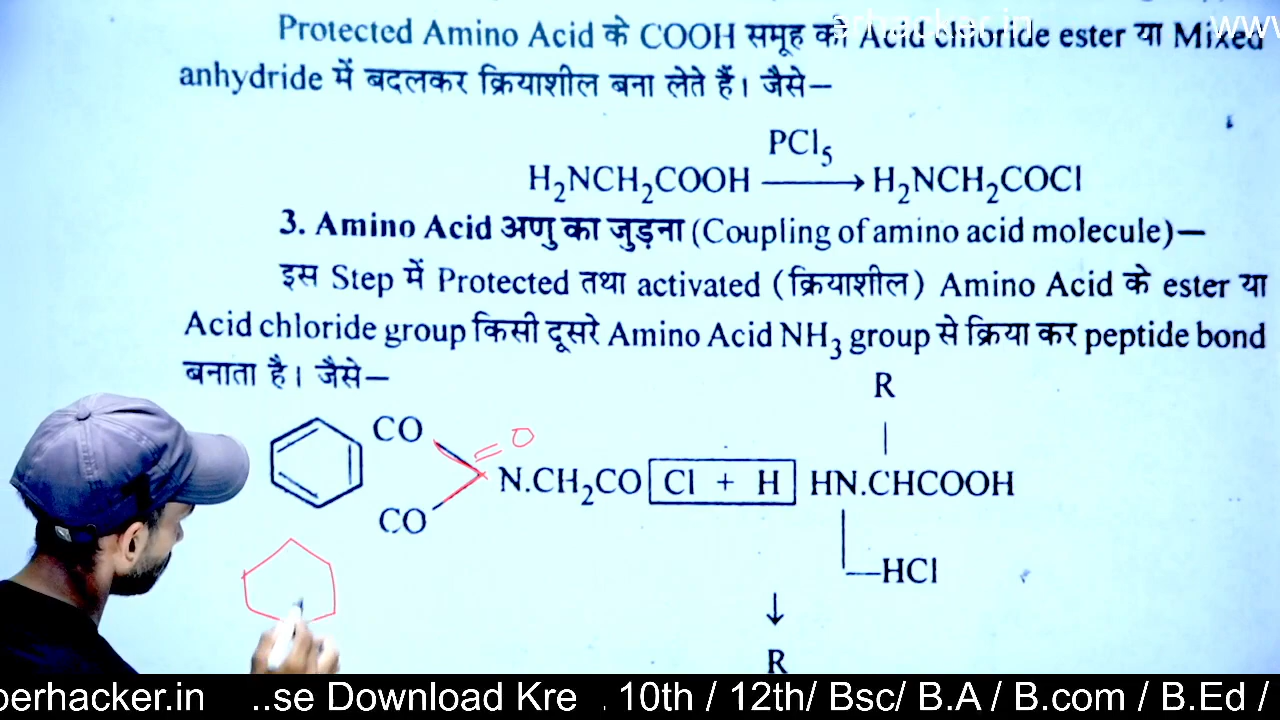 Protected Amino Acid के COOH समूह को Acid chloride ester या Mixed
anhydride में बदलकर क्रियाशील बना लेते हैं। जैसे—
PCl₅
H₂NCH₂COOH ⟶ H₂NCH₂COCl
3. Amino Acid अणु का जुड़ना (Coupling of amino acid molecule)—
इस Step में Protected तथा activated (क्रियाशील) Amino Acid के ester या
Acid chloride group किसी दूसरे Amino Acid NH₃ group से क्रिया कर peptide bond
बनाता है। जैसे—
R
CO
O
N.CH₂CO Cl + H HN.CHCOOH
CO
—HCl
↓
R
perhacker.in ..se Download Kre . 10th / 12th/ Bsc/ B.A / B.com / B.Ed /